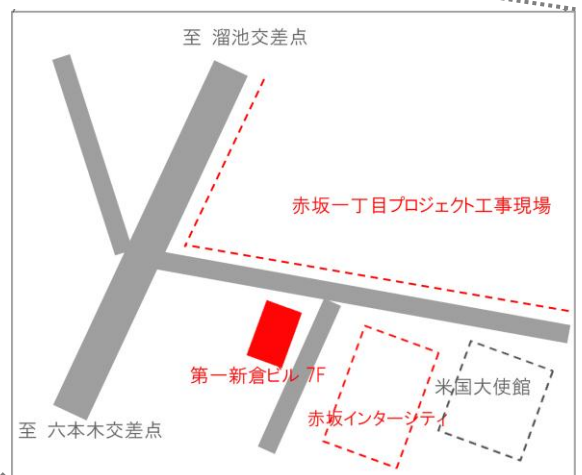 至 溜池交差点
赤坂一丁目プロジェクト工事現場
第一新倉ビル 7F
米国大使館
赤坂インターシティ
至 六本木交差点